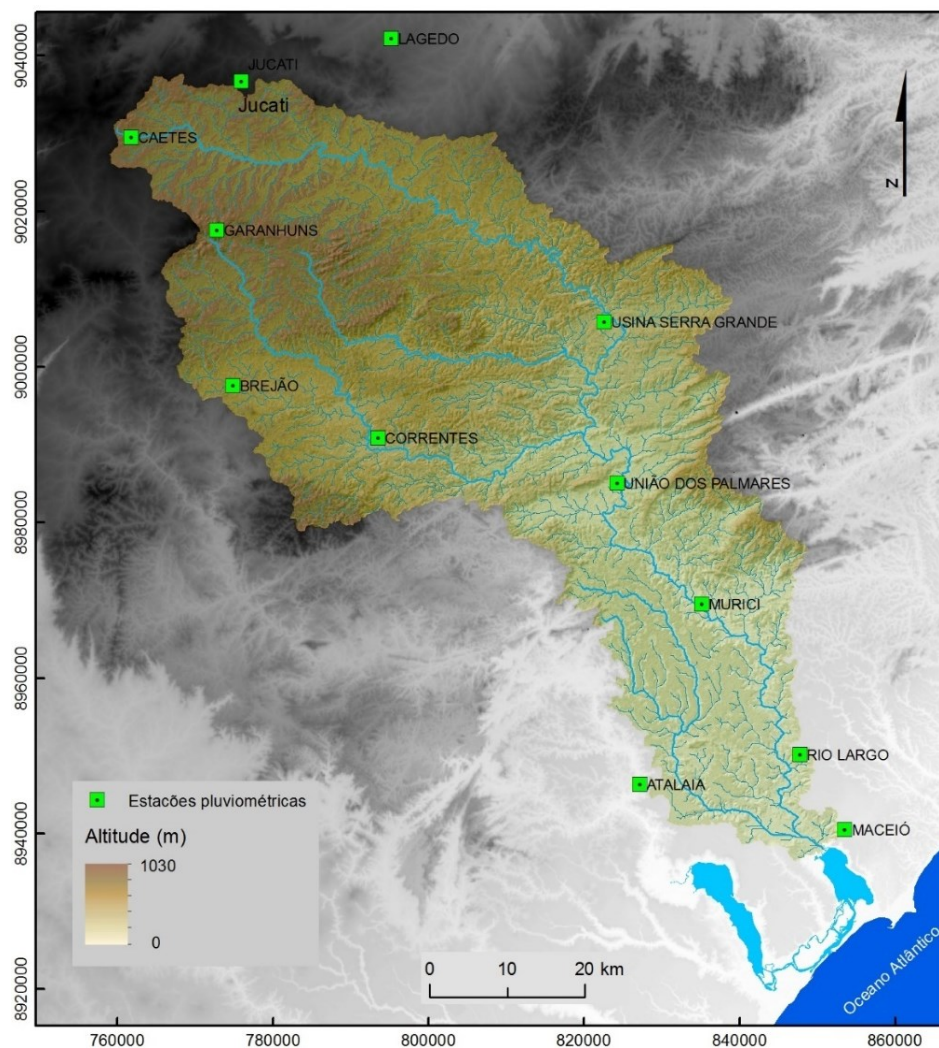 9040000
9020000
9000000
8980000
8960000
8940000
8920000
LAGEDO
JUCATI
Jucati
CAETES
GARANHUNS
USINA SERRA GRANDE
BREJÃO
CORRENTES
UNIÃO DOS PALMARES
MURICI
RIO LARGO
ATALAIA
MACEIÓ
N
Estacões pluviométricas
Altitude (m)
1030
0
0 10 20 km
Oceano Atlântico
760000 780000 800000 820000 840000 860000